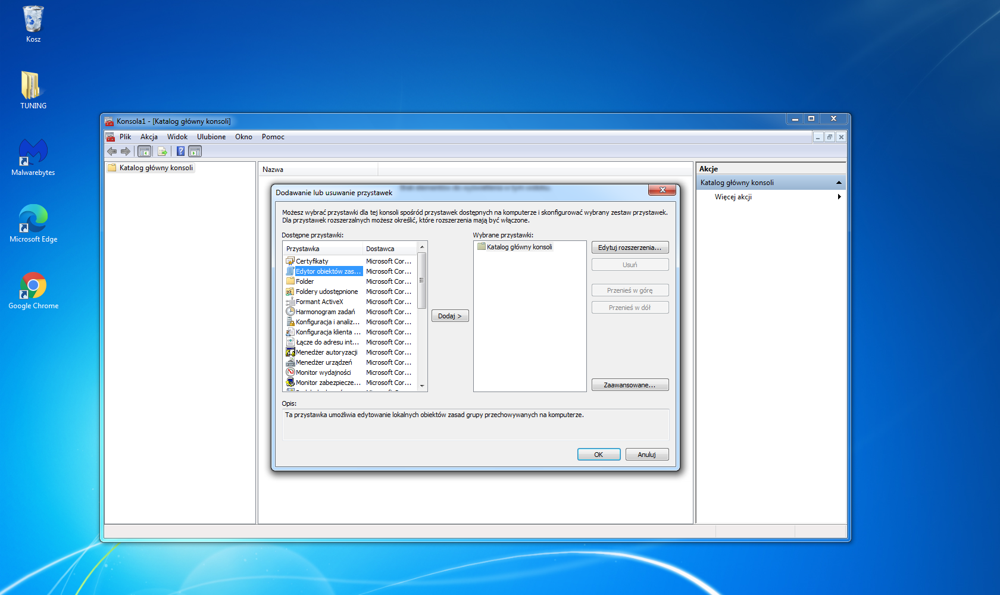 Kosz
TUNING
Malwarebytes
Microsoft Edge
Google Chrome
Konsola1 - [Katalog główny konsoli]
Plik Akcja Widok Ulubione Okno Pomoc
Katalog główny konsoli
Nazwa
Akcje
Katalog główny konsoli
Więcej akcji
Dodawanie lub usuwanie przystawek
Możesz wybrać przystawki dla tej konsoli spośród przystawek dostępnych na komputerze i skonfigurować wybrany zestaw przystawek.
Dla przystawek rozszerzalnych możesz określić, które rozszerzenia mają być włączone.
Dostępne przystawki:
Przystawka Dostawca
Certyfikaty Microsoft Cor...
Edytor obiektów zas... Microsoft Cor...
Folder Microsoft Cor...
Foldery udostępnione Microsoft Cor...
Formant ActiveX Microsoft Cor...
Harmonogram zadań Microsoft Cor...
Konfiguracja i analiz... Microsoft Cor...
Konfiguracja klienta ... Microsoft Cor...
Łącze do adresu int... Microsoft Cor...
Menedżer autoryzacji Microsoft Cor...
Menedżer urządzeń Microsoft Cor...
Monitor wydajności Microsoft Cor...
Monitor zabezpiecze... Microsoft Cor...
Dodaj >
Wybrane przystawki:
Katalog główny konsoli
Edytuj rozszerzenia...
Usuń
Przenieś w górę
Przenieś w dół
Zaawansowane...
Opis:
Ta przystawka umożliwia edytowanie lokalnych obiektów zasad grupy przechowywanych na komputerze.
OK Anuluj